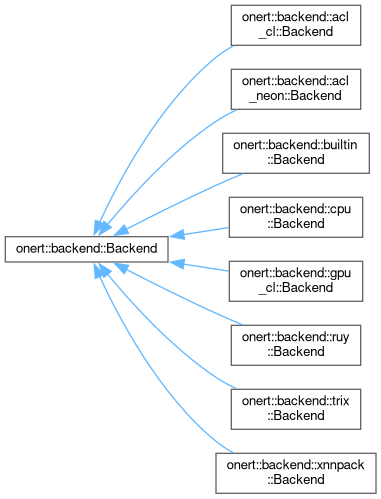 onert::backend::acl
_cl::Backend
onert::backend::acl
_neon::Backend
onert::backend::builtin
::Backend
onert::backend::cpu
::Backend
onert::backend::Backend
onert::backend::gpu
_cl::Backend
onert::backend::ruy
::Backend
onert::backend::trix
::Backend
onert::backend::xnnpack
::Backend